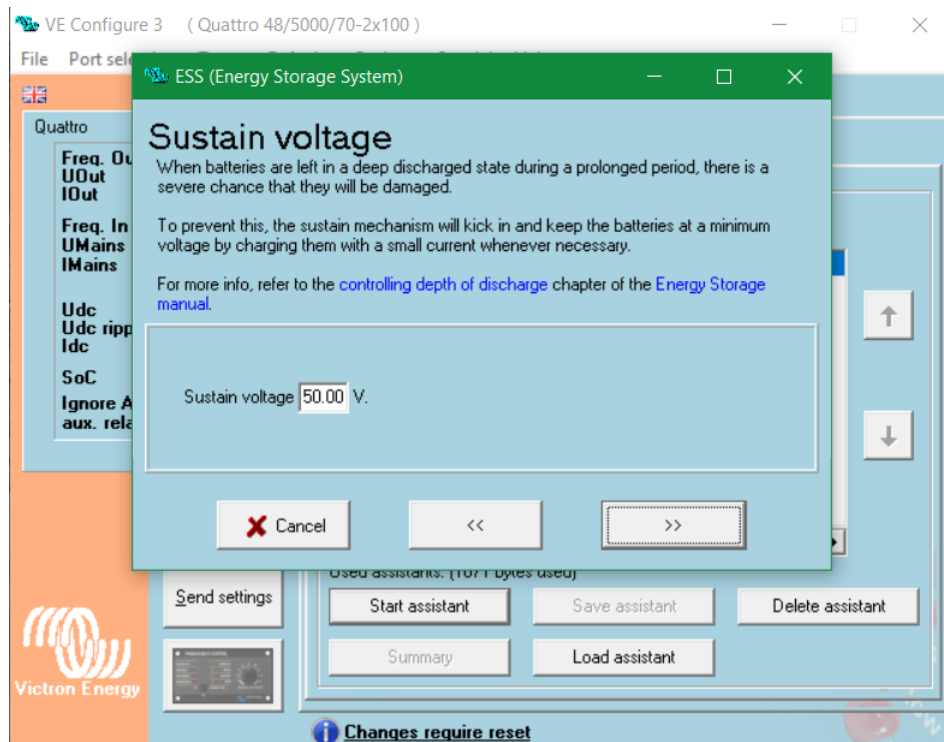 VE Configure 3 ( Quattro 48/5000/70-2x100 )
File Port sele
ESS (Energy Storage System)
Quattro
Freq. Ou
UOut
IOut
Freq. In
UMains
IMains
Udc
Udc ripp
Idc
SoC
Ignore A
aux. rela
Sustain voltage
When batteries are left in a deep discharged state during a prolonged period, there is a
severe chance that they will be damaged.
To prevent this, the sustain mechanism will kick in and keep the batteries at a minimum
voltage by charging them with a small current whenever necessary.
For more info, refer to the controlling depth of discharge chapter of the Energy Storage
manual.
Sustain voltage 50.00 V.
Cancel << >>
Used assistants: (1071 bytes used)
Send settings
Start assistant Save assistant Delete assistant
Summary Load assistant
Victron Energy
Changes require reset